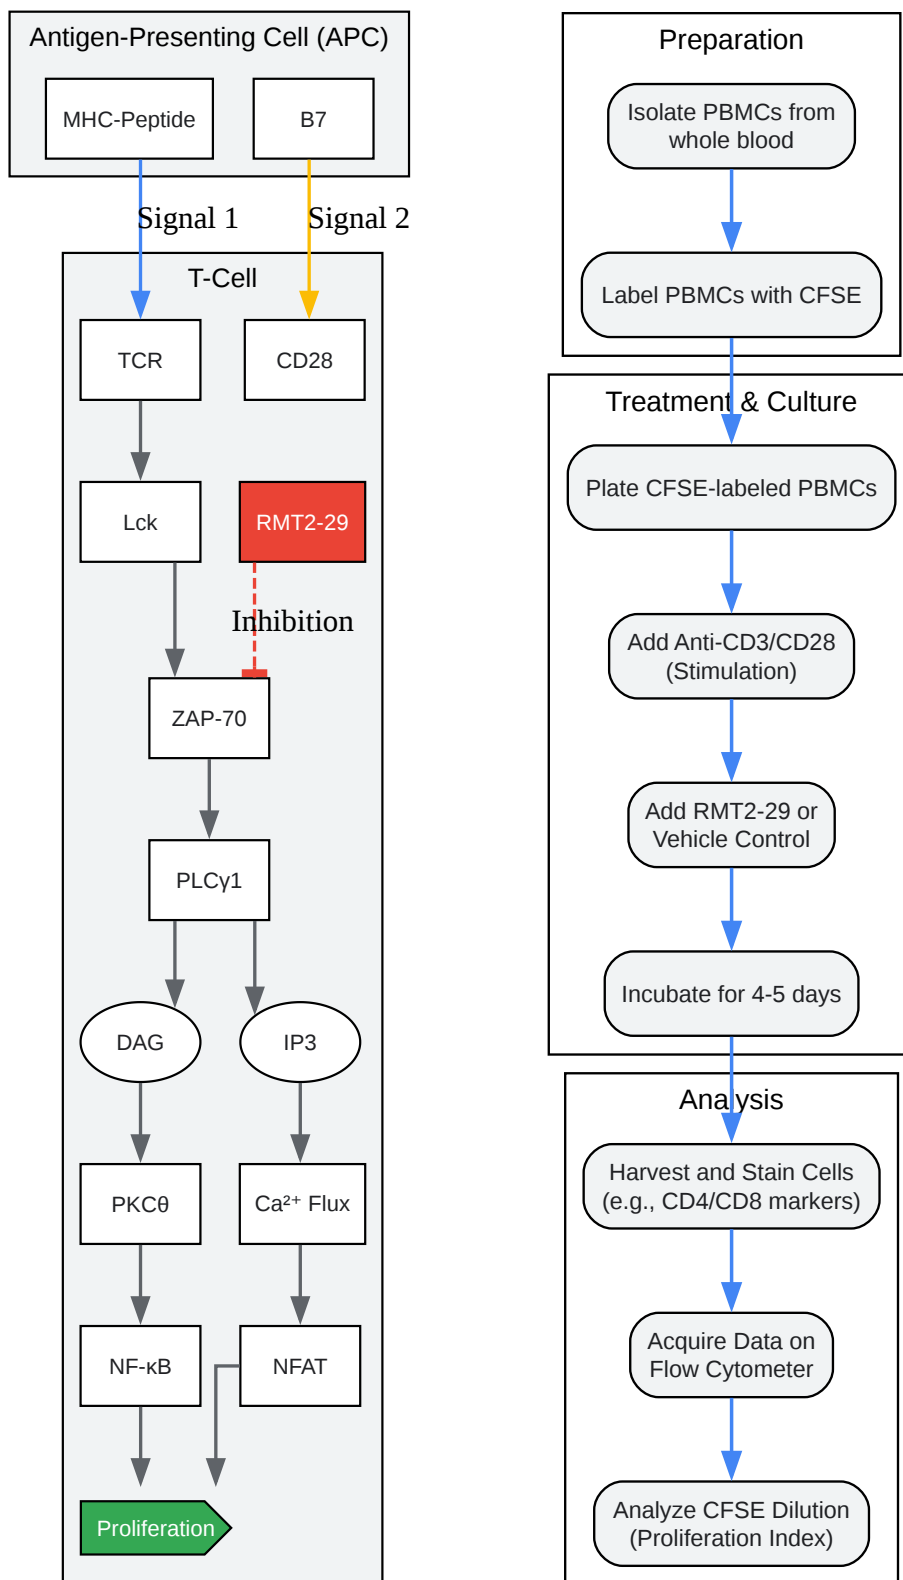 Antigen-Presenting Cell (APC)
MHC-Peptide
B7
Signal 1
Signal 2
T-Cell
TCR
CD28
Lck
RMT2-29
Inhibition
ZAP-70
PLCγ1
DAG
IP3
PKCθ
Ca²⁺ Flux
NF-κB
NFAT
Proliferation
Preparation
Isolate PBMCs from
whole blood
Label PBMCs with CFSE
Treatment & Culture
Plate CFSE-labeled PBMCs
Add Anti-CD3/CD28
(Stimulation)
Add RMT2-29 or
Vehicle Control
Incubate for 4-5 days
Analysis
Harvest and Stain Cells
(e.g., CD4/CD8 markers)
Acquire Data on
Flow Cytometer
Analyze CFSE Dilution
(Proliferation Index)